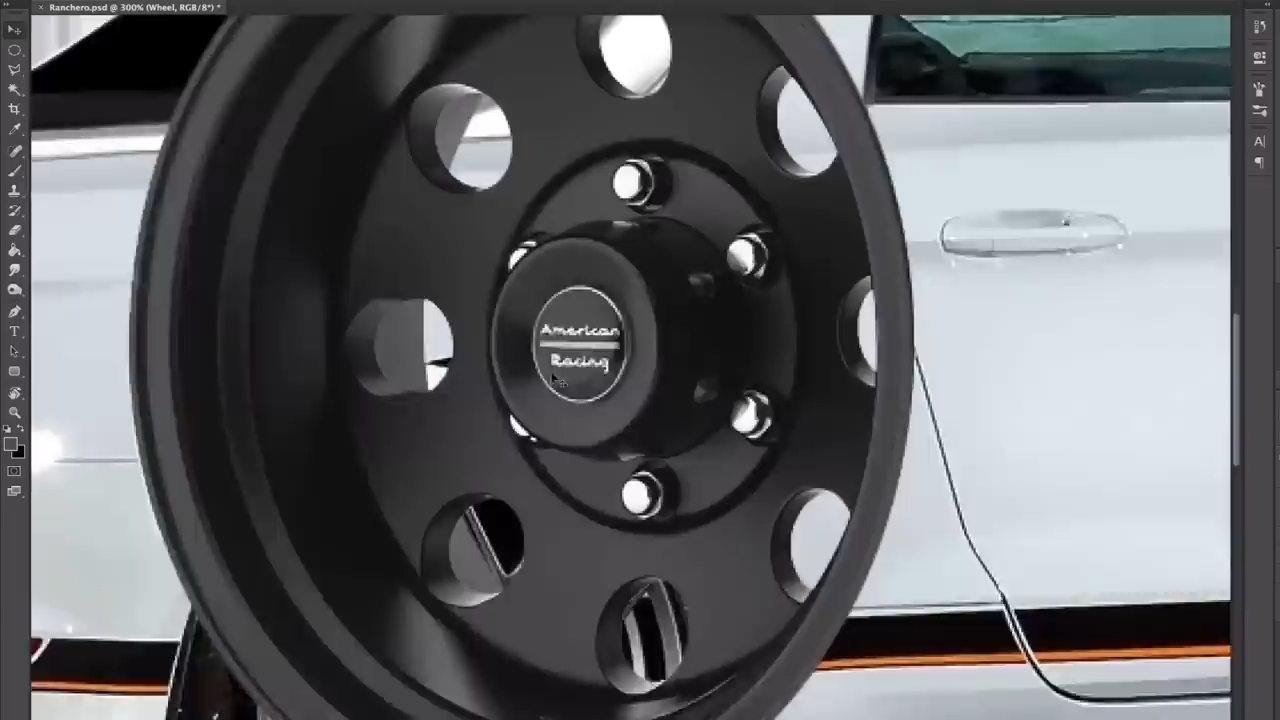 Ranchero.psd @ 300% (Wheel, RGB/8*) *
American
Racing